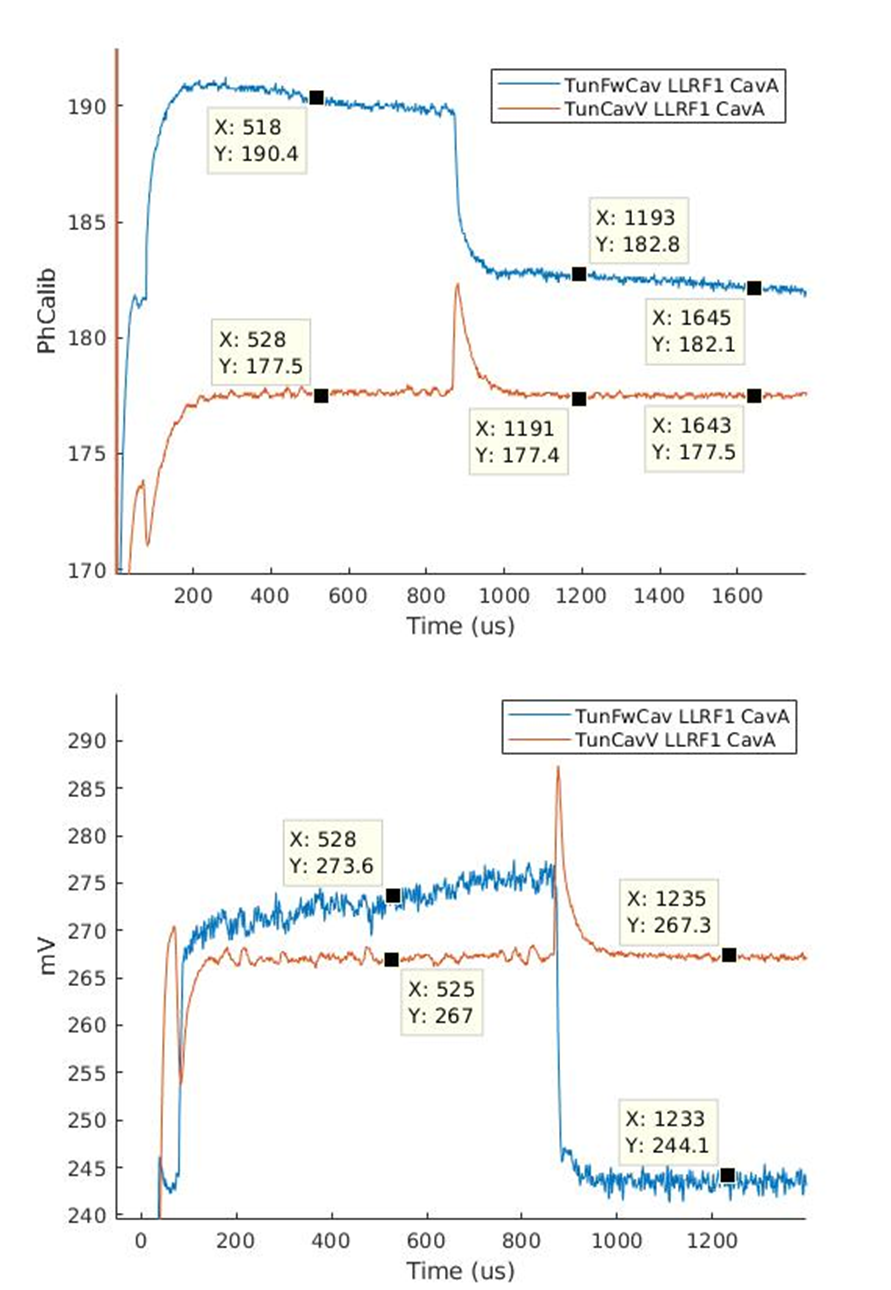 TunFwCav LLRF1 CavA
TunCavV LLRF1 CavA
190
X: 518
Y: 190.4
185
X: 1193
Y: 182.8
PhCalib
180
X: 1645
Y: 182.1
X: 528
Y: 177.5
175
X: 1191
Y: 177.4
X: 1643
Y: 177.5
170
200 400 600 800 1000 1200 1400 1600
Time (us)
TunFwCav LLRF1 CavA
TunCavV LLRF1 CavA
290
285
280
X: 528
Y: 273.6
275
270
X: 1235
Y: 267.3
mV
265
X: 525
Y: 267
260
255
250
X: 1233
Y: 244.1
245
240
0 200 400 600 800 1000 1200
Time (us)